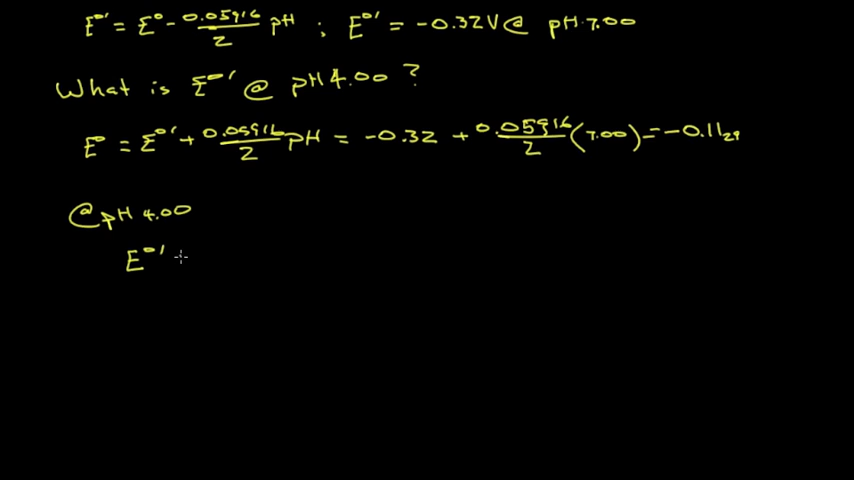 E°' = E° - 0.05916/2 pH ; E°' = -0.32V @ pH 7.00
What is E°' @ pH 4.00 ?
E° = E°' + 0.05916/2 pH = -0.32 + 0.05916/2 (7.00) = -0.1129
@ pH 4.00
E°'